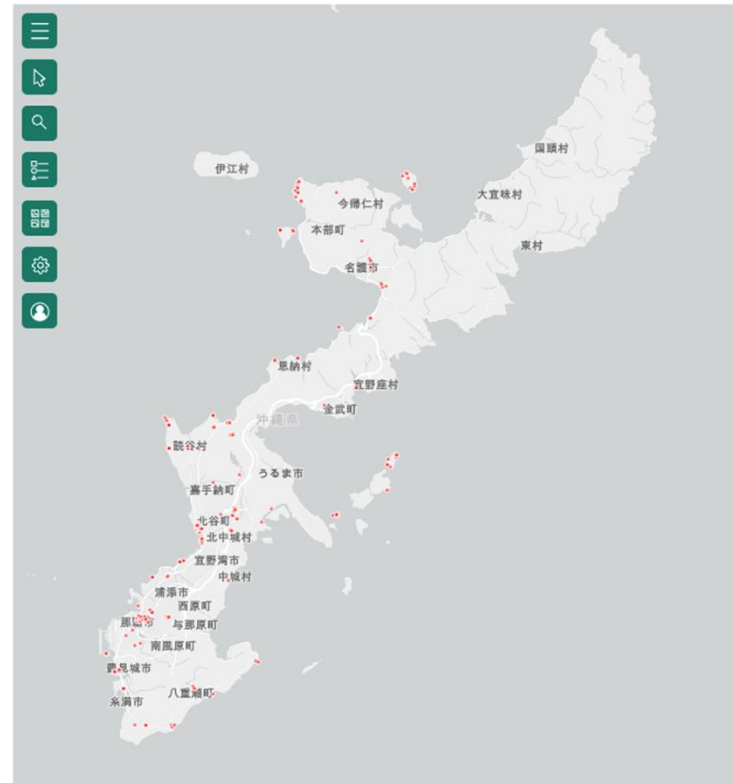 国頭村
伊江村
大宜味村
今帰仁村
本部町
東村
名護市
恩納村
宜野座村
金武町
沖縄県
読谷村
うるま市
嘉手納町
北谷町
北中城村
宜野湾市
中城村
浦添市
西原町
那覇市
与那原町
南風原町
豊見城市
八重瀬町
糸満市